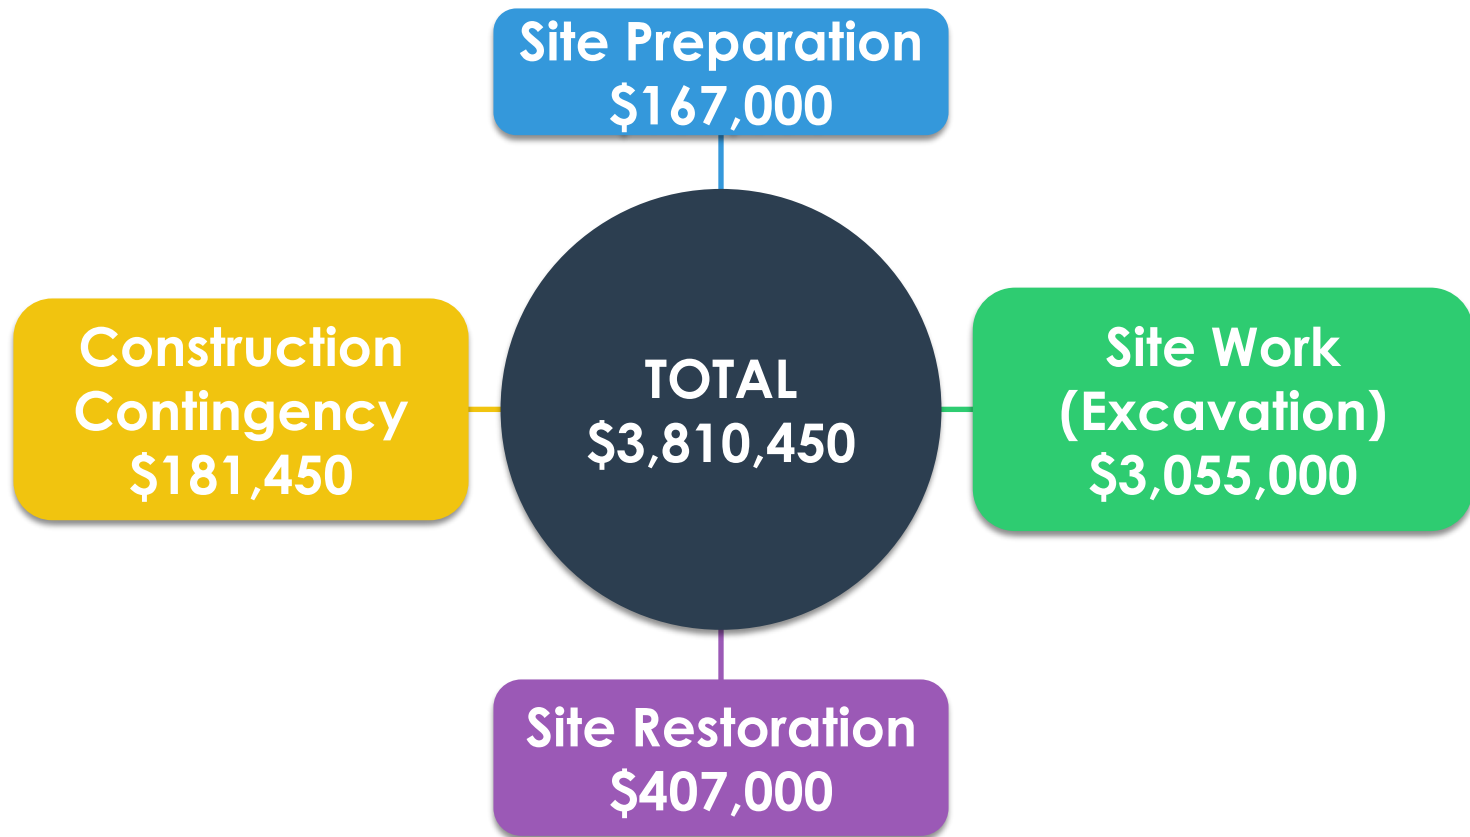 Site Preparation
$167,000
Construction
Contingency
$181,450
TOTAL
$3,810,450
Site Work
(Excavation)
$3,055,000
Site Restoration
$407,000